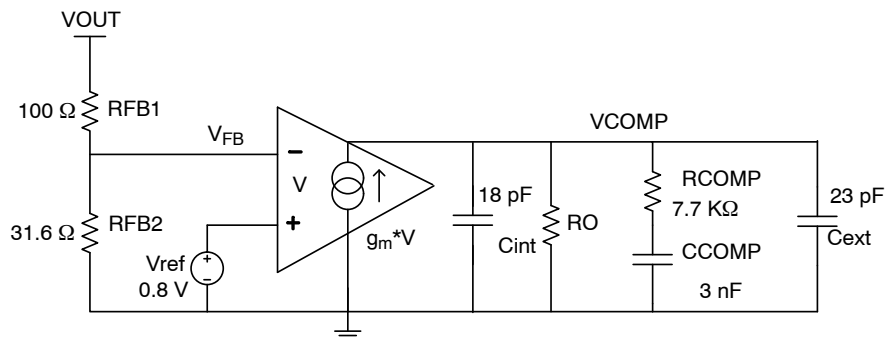 VOUT
100 Ω RFB1
VFB
−
V
+
gm*V
31.6 Ω RFB2
Vref
0.8 V
+
−
VCOMP
18 pF
Cint
RO
RCOMP
7.7 KΩ
CCOMP
3 nF
23 pF
Cext